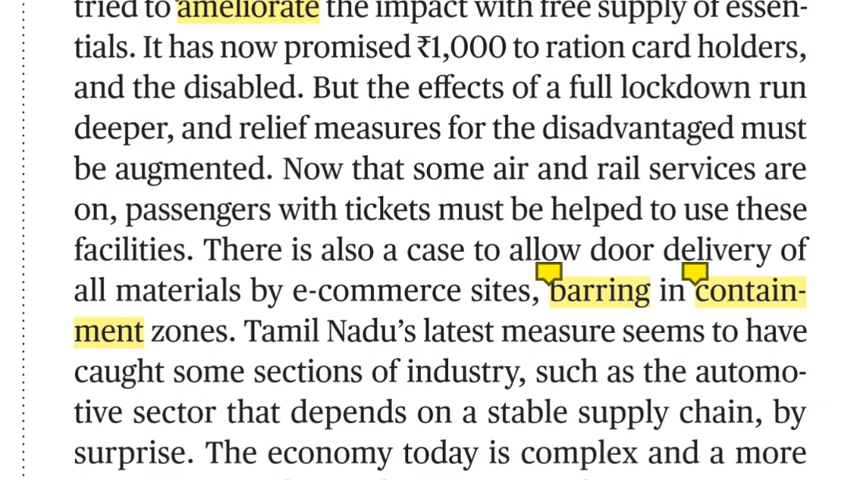 tried to ameliorate the impact with free supply of essen-
tials. It has now promised ₹1,000 to ration card holders,
and the disabled. But the effects of a full lockdown run
deeper, and relief measures for the disadvantaged must
be augmented. Now that some air and rail services are
on, passengers with tickets must be helped to use these
facilities. There is also a case to allow door delivery of
all materials by e-commerce sites, barring in contain-
ment zones. Tamil Nadu’s latest measure seems to have
caught some sections of industry, such as the automo-
tive sector that depends on a stable supply chain, by
surprise. The economy today is complex and a more